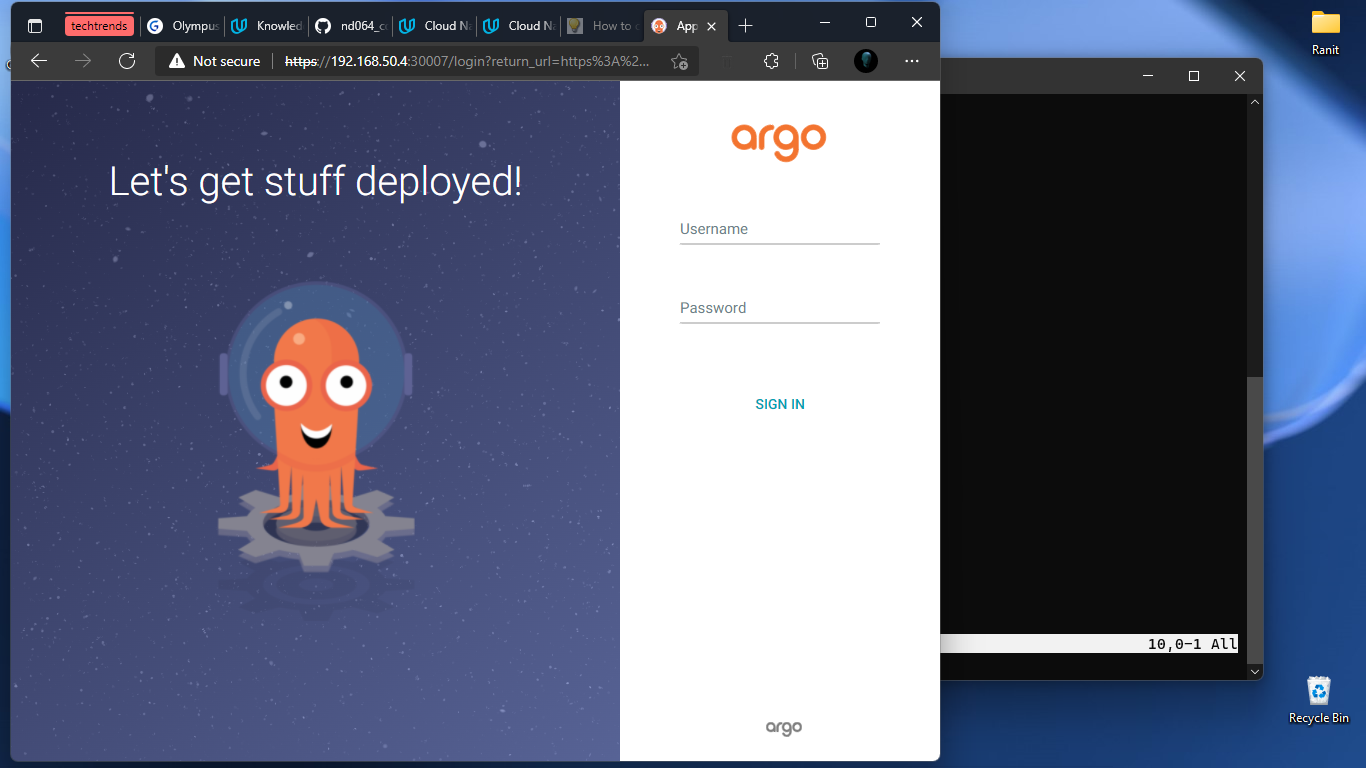 techtrends
Olympus
Knowled
nd064_c
Cloud Na
Cloud Na
How to
App
Not secure
https://192.168.50.4:30007/login?return_url=https%3A%2...
Ranit
Let's get stuff deployed!
argo
Username
Password
SIGN IN
argo
10,0-1 All
Recycle Bin